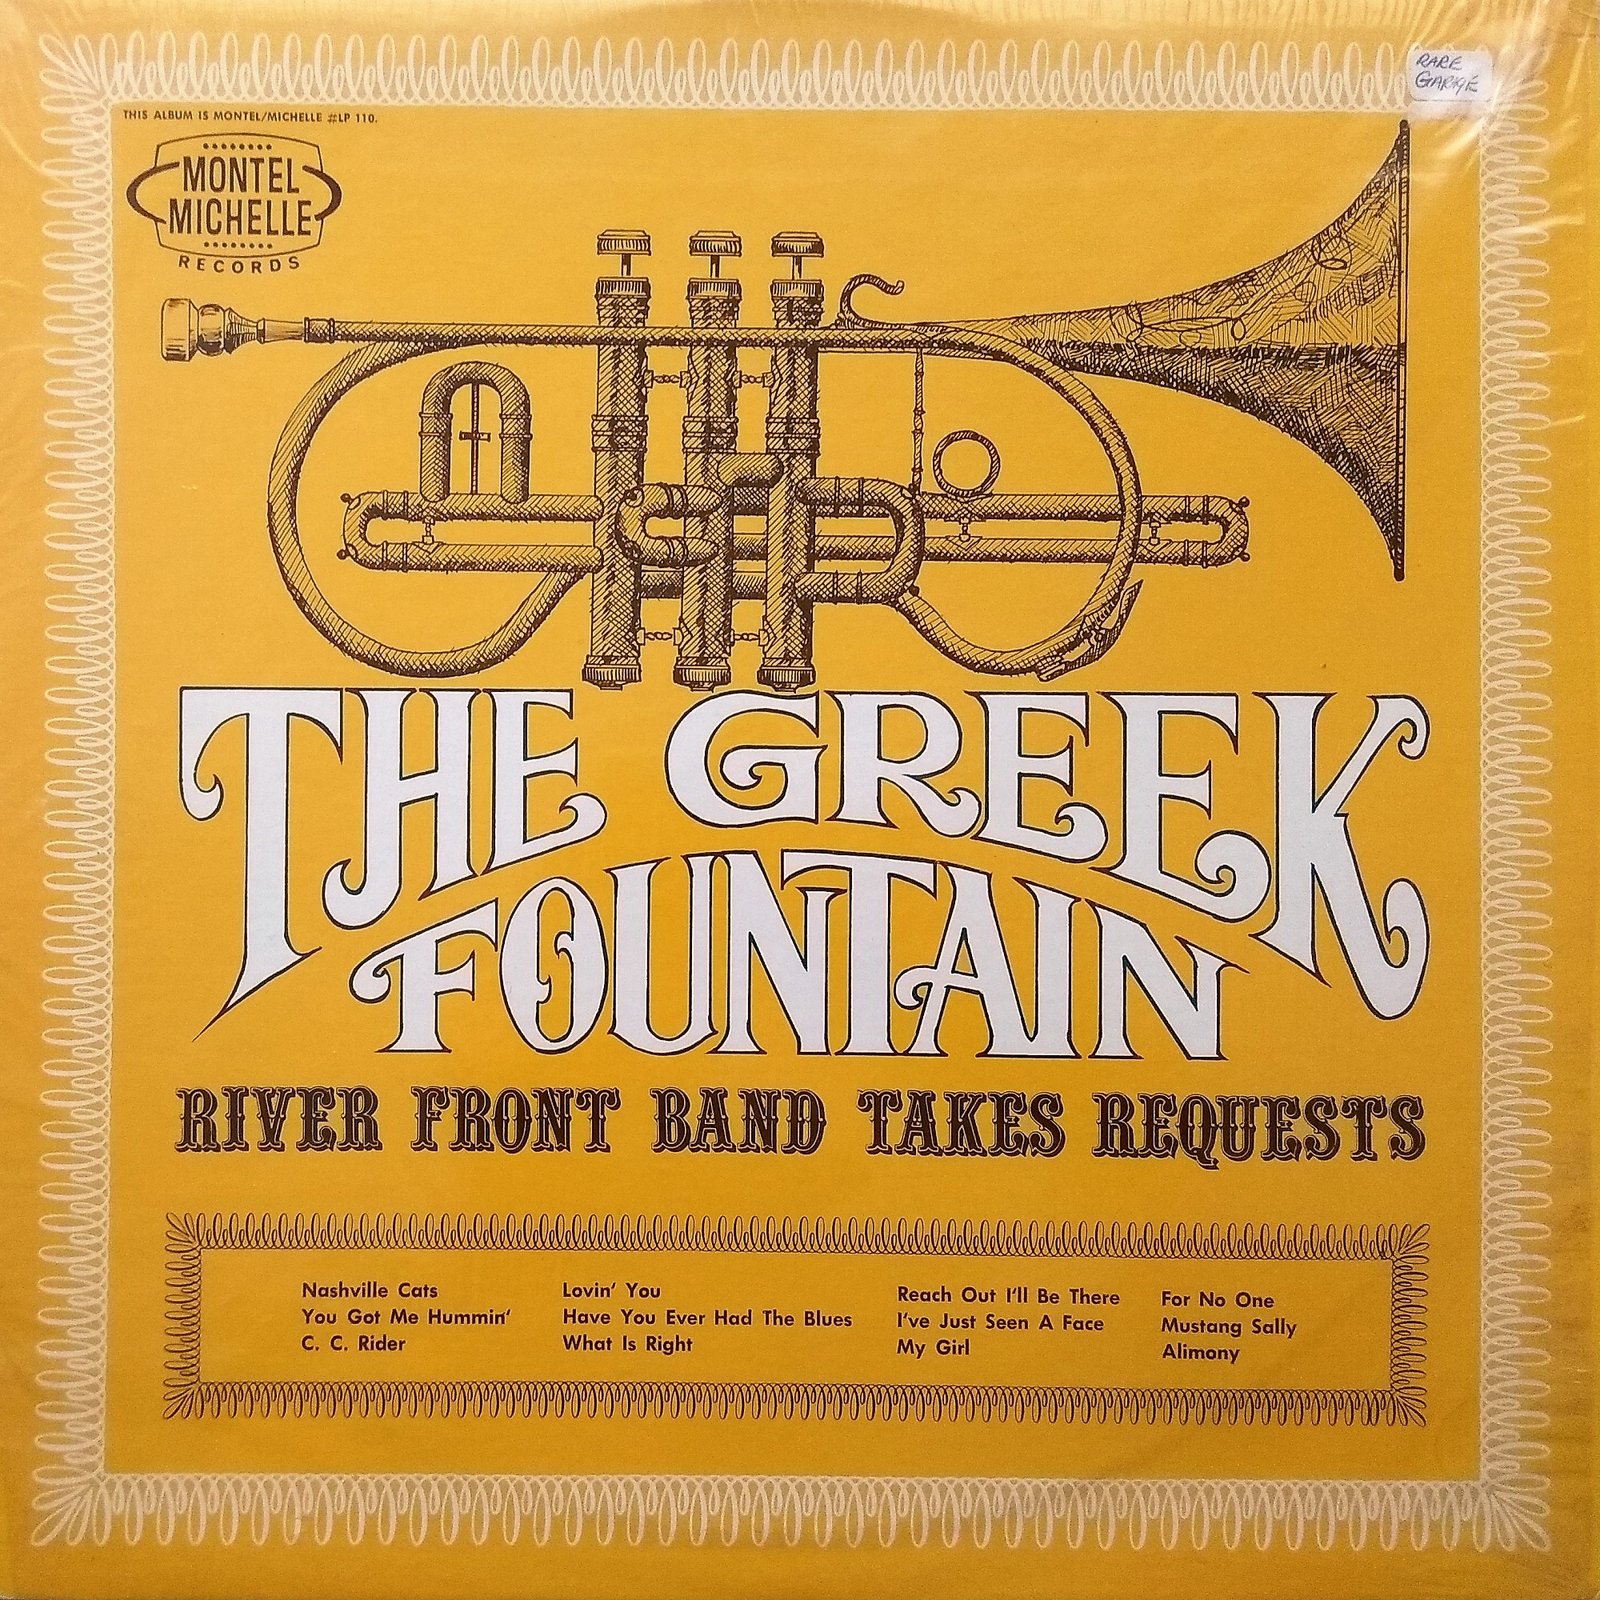 RARE
GARAGE
THIS ALBUM IS MONTEL/MICHELLE #LP 110.
MONTEL
MICHELLE
RECORDS
THE GREEK
FOUNTAIN
RIVER FRONT BAND TAKES REQUESTS
Nashville Cats
You Got Me Hummin'
C. C. Rider
Lovin' You
Have You Ever Had The Blues
What Is Right
Reach Out I'll Be There
I've Just Seen A Face
My Girl
For No One
Mustang Sally
Alimony